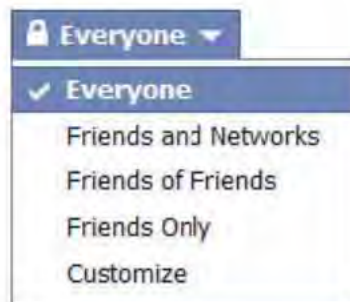 Everyone
Everyone
Friends and Networks
Friends of Friends
Friends Only
Customize